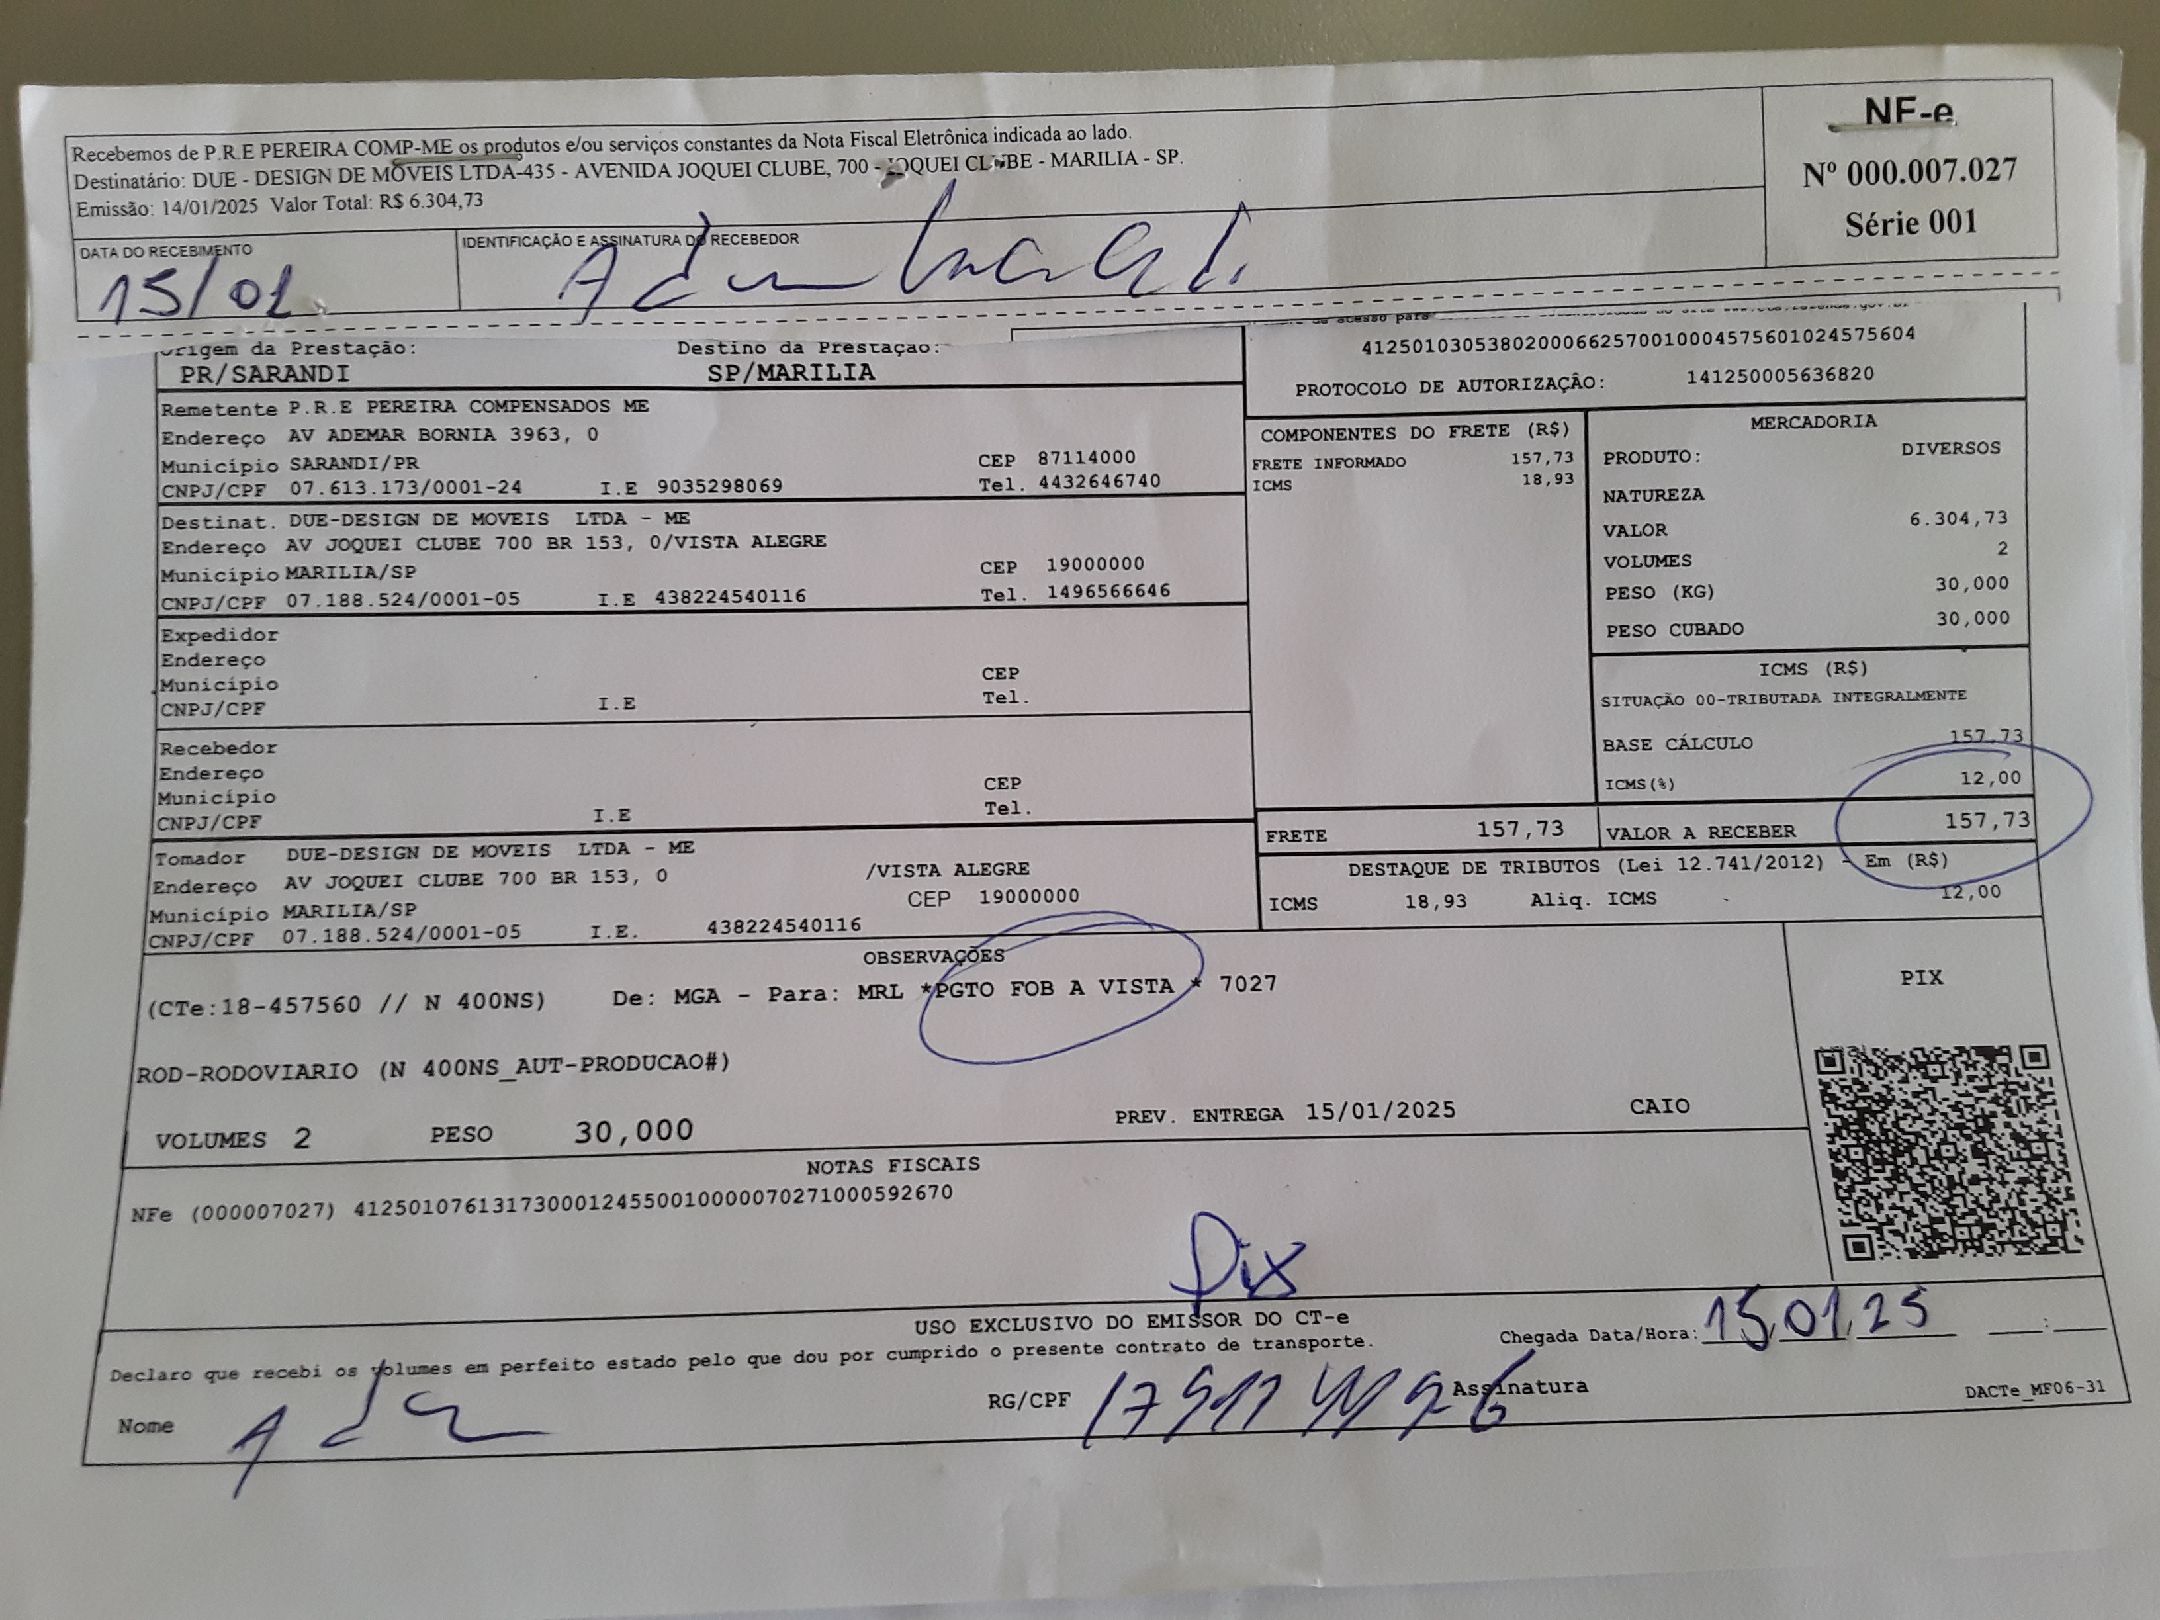 Recebemos de P.R.E PEREIRA COMP-ME os produtos e/ou serviços constantes da Nota Fiscal Eletrônica indicada ao lado.
Destinatário: DUE - DESIGN DE MÓVEIS LTDA-435 - AVENIDA JOQUEI CLUBE, 700 - JOQUEI CLUBE - MARILIA - SP.
Emissão: 14/01/2025 Valor Total: R$ 6.304,73
NF-e
Nº 000.007.027
Série 001
DATA DO RECEBIMENTO
15/01
IDENTIFICAÇÃO E ASSINATURA DO RECEBEDOR
Origem da Prestação:
Destino da Prestação:
PR/SARANDI
SP/MARILIA
41250103053802000662570010004575601024575604
PROTOCOLO DE AUTORIZAÇÃO: 141250005636820
Remetente P.R.E PEREIRA COMPENSADOS ME
Endereço AV ADEMAR BORNIA 3963, 0
Município SARANDI/PR CEP 87114000
CNPJ/CPF 07.613.173/0001-24 I.E 9035298069 Tel. 4432646740
Destinat. DUE-DESIGN DE MOVEIS LTDA - ME
Endereço AV JOQUEI CLUBE 700 BR 153, 0/VISTA ALEGRE
Município MARILIA/SP CEP 19000000
CNPJ/CPF 07.188.524/0001-05 I.E 438224540116 Tel. 1496566646
Expedidor
Endereço
Município CEP
CNPJ/CPF I.E Tel.
Recebedor
Endereço
Município CEP
CNPJ/CPF I.E Tel.
Tomador DUE-DESIGN DE MOVEIS LTDA - ME
Endereço AV JOQUEI CLUBE 700 BR 153, 0 /VISTA ALEGRE
Município MARILIA/SP CEP 19000000
CNPJ/CPF 07.188.524/0001-05 I.E. 438224540116
COMPONENTES DO FRETE (R$)
FRETE INFORMADO 157,73
ICMS 18,93
MERCADORIA
PRODUTO: DIVERSOS
NATUREZA
VALOR 6.304,73
VOLUMES 2
PESO (KG) 30,000
PESO CUBADO 30,000
ICMS (R$)
SITUAÇÃO 00-TRIBUTADA INTEGRALMENTE
BASE CÁLCULO 157,73
ICMS(%) 12,00
FRETE 157,73
VALOR A RECEBER 157,73
DESTAQUE DE TRIBUTOS (Lei 12.741/2012) - Em (R$)
ICMS 18,93 Aliq. ICMS 12,00
OBSERVAÇÕES
(CTe:18-457560 // N 400NS) De: MGA - Para: MRL *PGTO FOB A VISTA * 7027
ROD-RODOVIARIO (N 400NS_AUT-PRODUCAO#)
VOLUMES 2 PESO 30,000 PREV. ENTREGA 15/01/2025 CAIO
PIX
NOTAS FISCAIS
NFe (000007027) 41250107613173000124550010000070271000592670
Pix
USO EXCLUSIVO DO EMISSOR DO CT-e
Declaro que recebi os volumes em perfeito estado pelo que dou por cumprido o presente contrato de transporte.
Chegada Data/Hora: 15/01/25 __:__
Nome
RG/CPF
Assinatura
DACTe_MF06-31